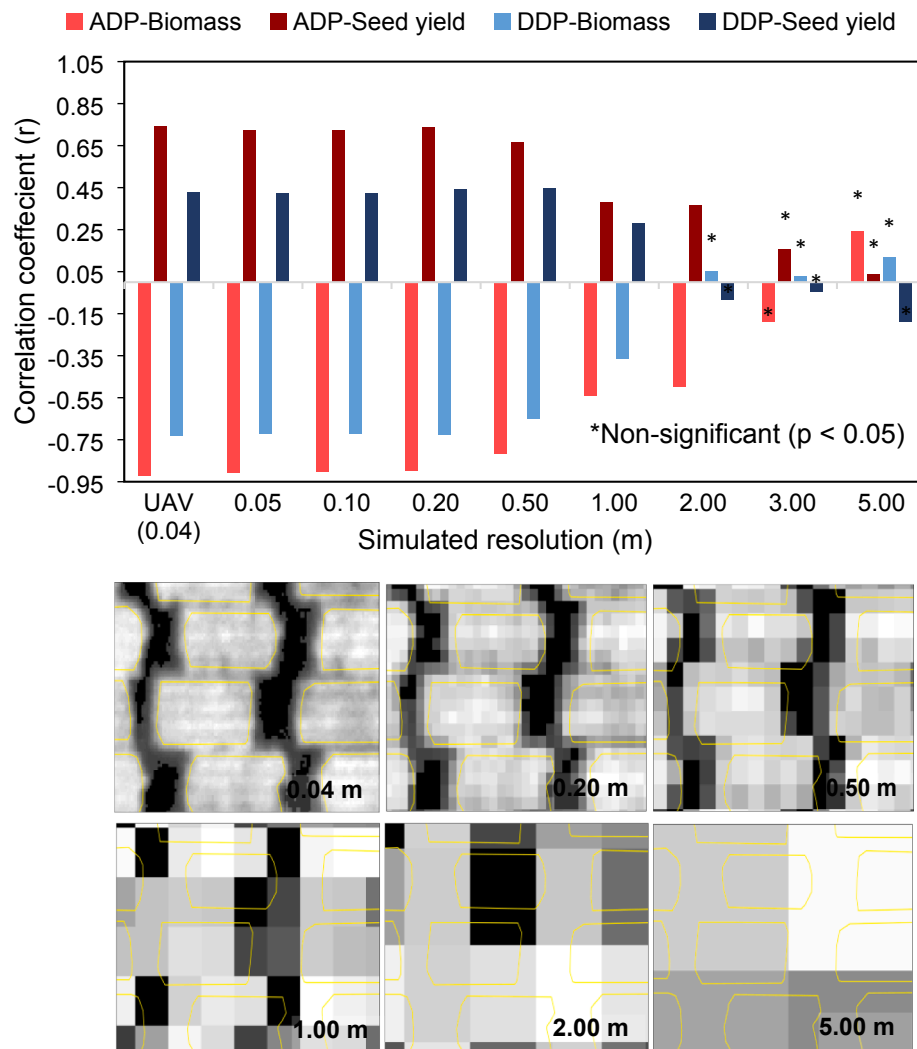 ADP-Biomass ADP-Seed yield DDP-Biomass DDP-Seed yield
1.05
0.85
0.65
0.45
0.25
0.05
-0.15
-0.35
-0.55
-0.75
-0.95
Correlation coeffecient (r)
* * * * * * * * * * *
*Non-significant (p < 0.05)
UAV (0.04) 0.05 0.10 0.20 0.50 1.00 2.00 3.00 5.00
Simulated resolution (m)
0.04 m 0.20 m 0.50 m
1.00 m 2.00 m 5.00 m